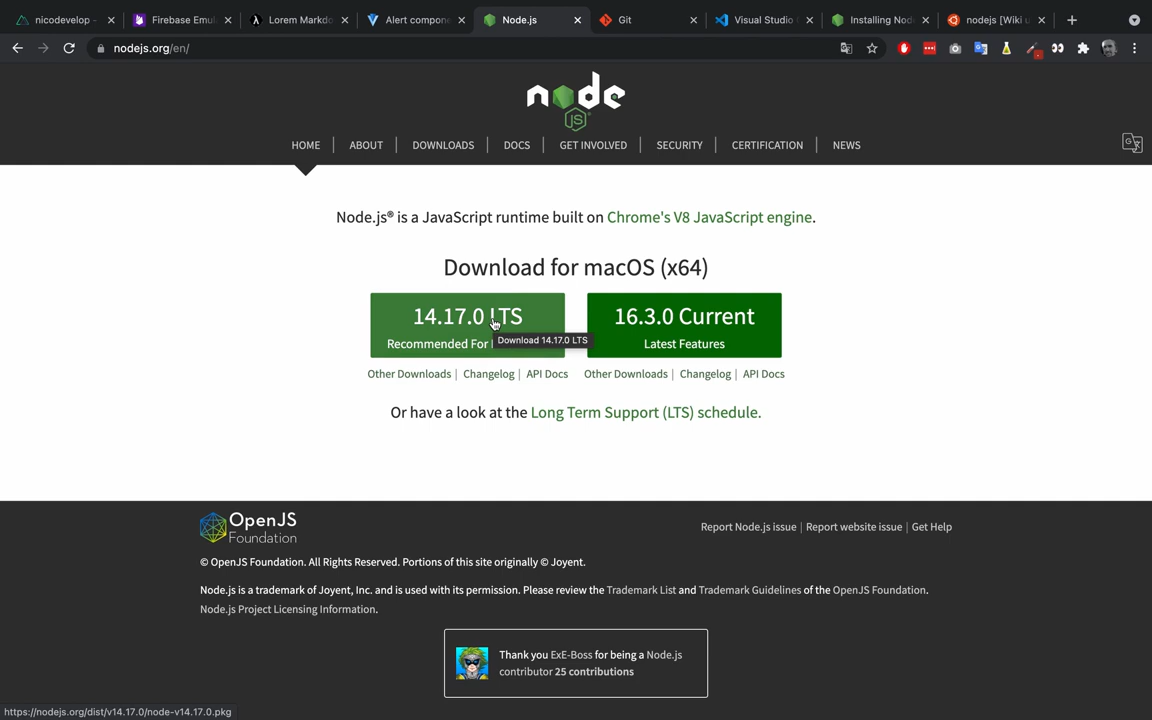 nicodevelop -
Firebase Emul
Lorem Markdo
Alert compone
Node.js
Git
Visual Studio
Installing Nod
nodejs [Wiki u
nodejs.org/en/
node
JS
HOME
ABOUT
DOWNLOADS
DOCS
GET INVOLVED
SECURITY
CERTIFICATION
NEWS
Node.js® is a JavaScript runtime built on Chrome's V8 JavaScript engine.
Download for macOS (x64)
14.17.0 LTS
Recommended For
Download 14.17.0 LTS
16.3.0 Current
Latest Features
Other Downloads | Changelog | API Docs
Other Downloads | Changelog | API Docs
Or have a look at the Long Term Support (LTS) schedule.
OpenJS
Foundation
Report Node.js issue | Report website issue | Get Help
© OpenJS Foundation. All Rights Reserved. Portions of this site originally © Joyent.
Node.js is a trademark of Joyent, Inc. and is used with its permission. Please review the Trademark List and Trademark Guidelines of the OpenJS Foundation.
Node.js Project Licensing Information.
Thank you ExE-Boss for being a Node.js
contributor 25 contributions
https://nodejs.org/dist/v14.17.0/node-v14.17.0.pkg